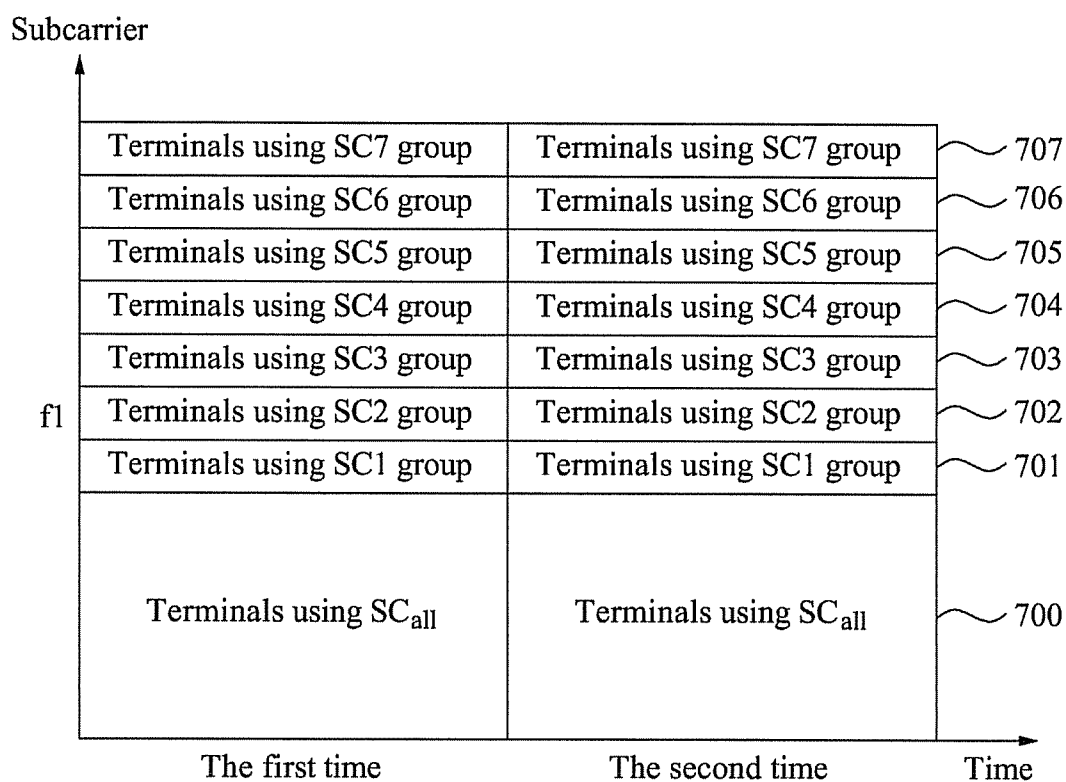 Subcarrier
Terminals using SC7 group Terminals using SC7 group 707
Terminals using SC6 group Terminals using SC6 group 706
Terminals using SC5 group Terminals using SC5 group 705
Terminals using SC4 group Terminals using SC4 group 704
Terminals using SC3 group Terminals using SC3 group 703
f1 Terminals using SC2 group Terminals using SC2 group 702
Terminals using SC1 group Terminals using SC1 group 701
Terminals using SCall Terminals using SCall 700
The first time The second time Time